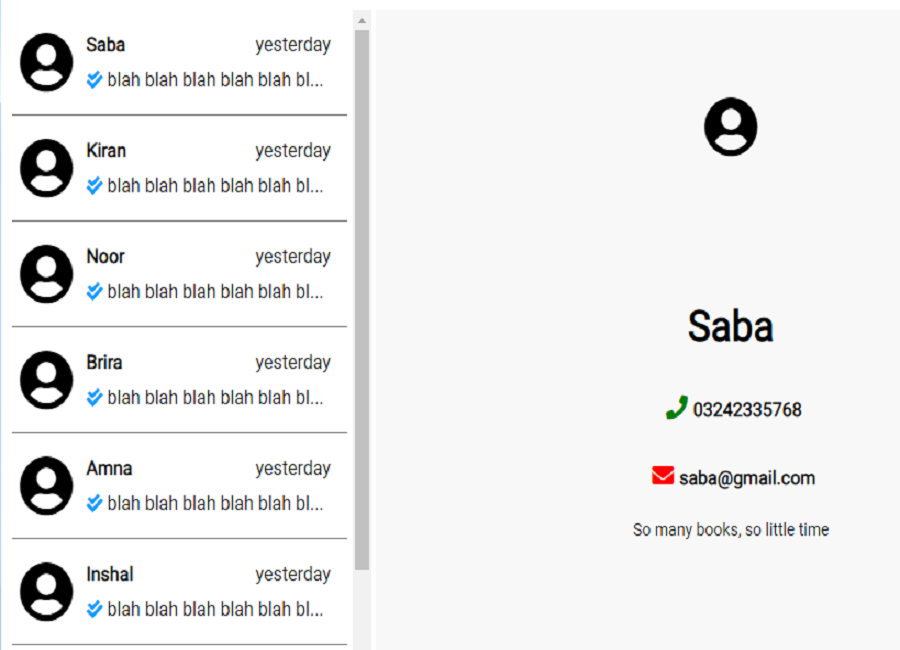 Saba yesterday
blah blah blah blah blah bl...
Kiran yesterday
blah blah blah blah blah bl...
Noor yesterday
blah blah blah blah blah bl...
Brira yesterday
blah blah blah blah blah bl...
Amna yesterday
blah blah blah blah blah bl...
Inshal yesterday
blah blah blah blah blah bl...
Saba
03242335768
saba@gmail.com
So many books, so little time